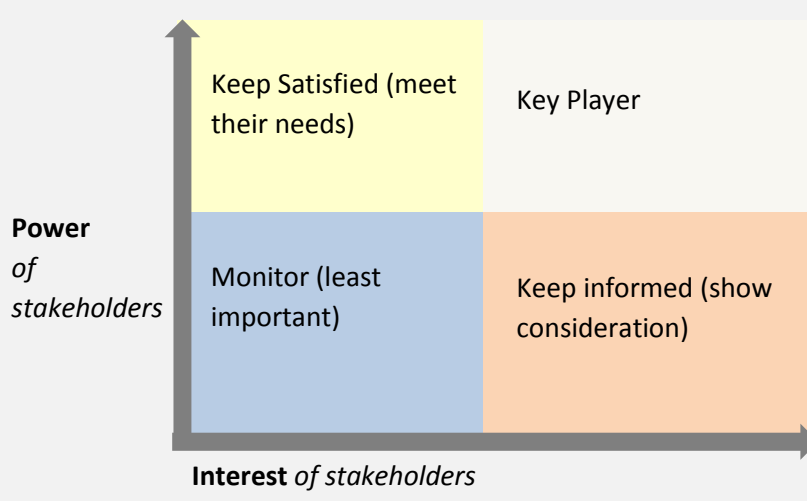 Keep Satisfied (meet
their needs)
Key Player
Power
of
stakeholders
Monitor (least
important)
Keep informed (show
consideration)
Interest of stakeholders